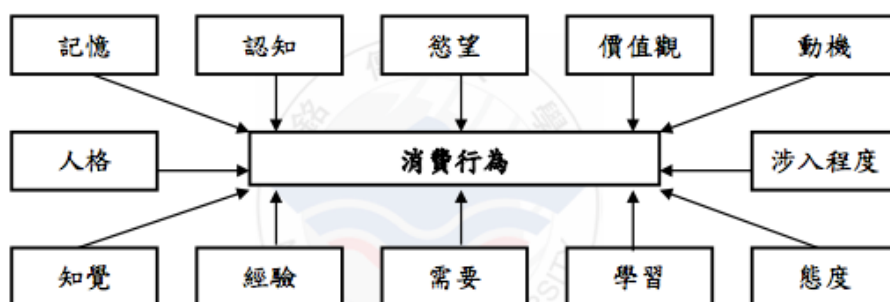 記憶 認知 慾望 價值觀 動機
人格 消費行為 涉入程度
知覺 經驗 需要 學習 態度